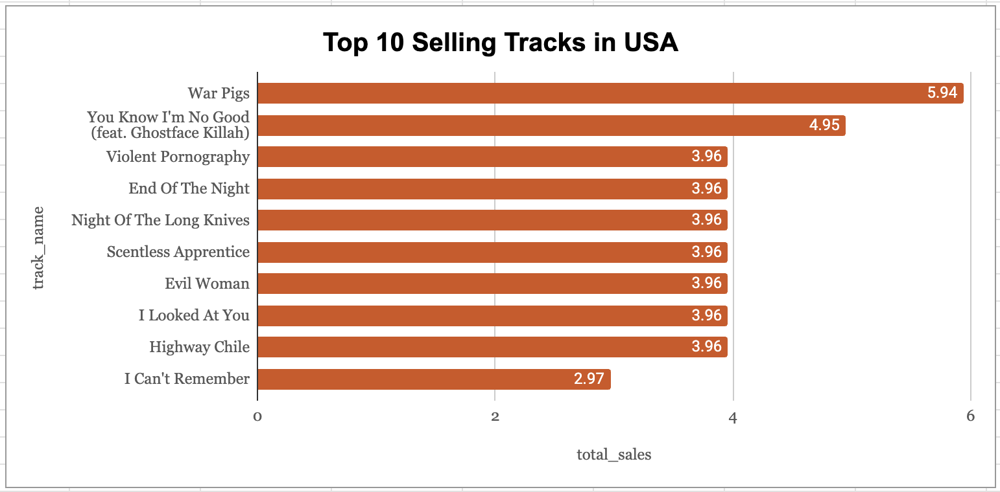 Top 10 Selling Tracks in USA
War Pigs
5.94
You Know I'm No Good
(feat. Ghostface Killah)
4.95
Violent Pornography
3.96
End Of The Night
3.96
Night Of The Long Knives
3.96
Scentless Apprentice
3.96
Evil Woman
3.96
I Looked At You
3.96
Highway Chile
3.96
I Can't Remember
2.97
track_name
0 2 4 6
total_sales